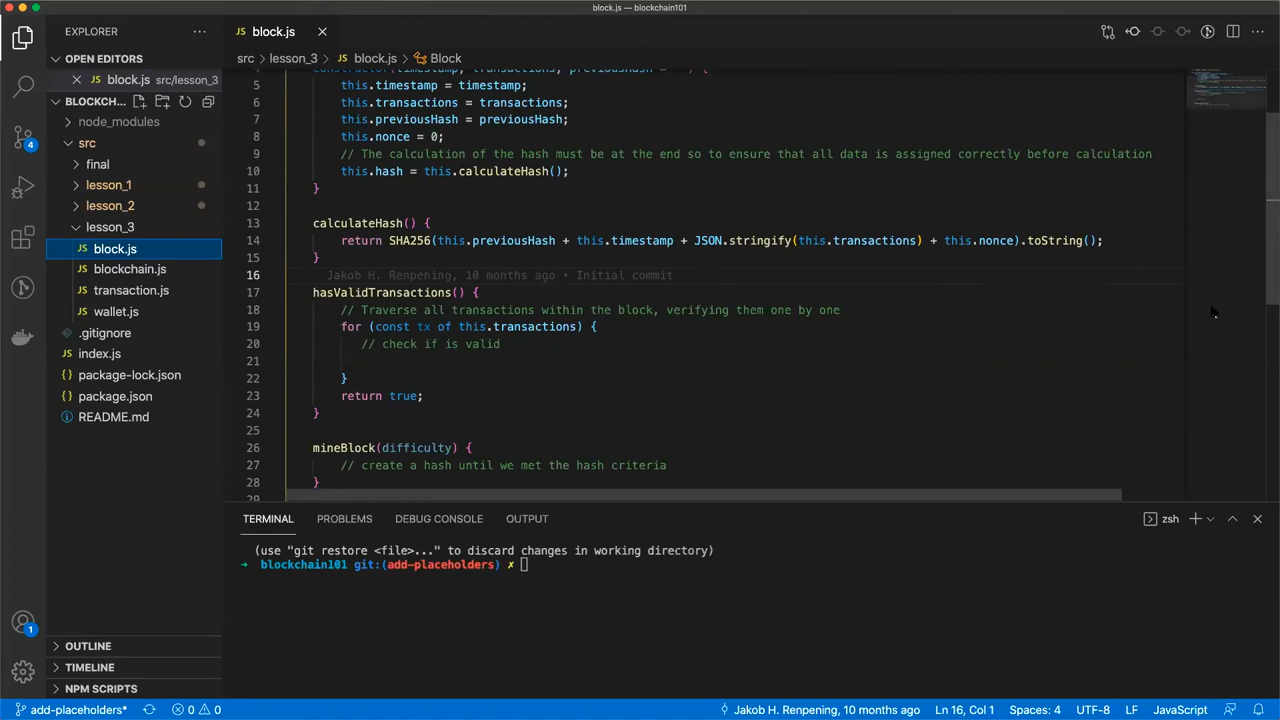 block.js — blockchain101
EXPLORER
OPEN EDITORS
block.js src/lesson_3
BLOCKCH...
node_modules
src
final
lesson_1
lesson_2
lesson_3
block.js
blockchain.js
transaction.js
wallet.js
.gitignore
index.js
package-lock.json
package.json
README.md
OUTLINE
TIMELINE
NPM SCRIPTS
4
1
block.js
src > lesson_3 > block.js > Block
constructor(timestamp, transactions, previousHash = '') {
5 this.timestamp = timestamp;
6 this.transactions = transactions;
7 this.previousHash = previousHash;
8 this.nonce = 0;
9 // The calculation of the hash must be at the end so to ensure that all data is assigned correctly before calculation
10 this.hash = this.calculateHash();
11 }
12
13 calculateHash() {
14 return SHA256(this.previousHash + this.timestamp + JSON.stringify(this.transactions) + this.nonce).toString();
15 }
16 Jakob H. Renpening, 10 months ago • Initial commit
17 hasValidTransactions() {
18 // Traverse all transactions within the block, verifying them one by one
19 for (const tx of this.transactions) {
20 // check if is valid
21
22 }
23 return true;
24 }
25
26 mineBlock(difficulty) {
27 // create a hash until we met the hash criteria
28 }
29
TERMINAL PROBLEMS DEBUG CONSOLE OUTPUT
zsh
(use "git restore <file>..." to discard changes in working directory)
➜ blockchain101 git:(add-placeholders) ✗
add-placeholders* 0 0 Jakob H. Renpening, 10 months ago Ln 16, Col 1 Spaces: 4 UTF-8 LF JavaScript